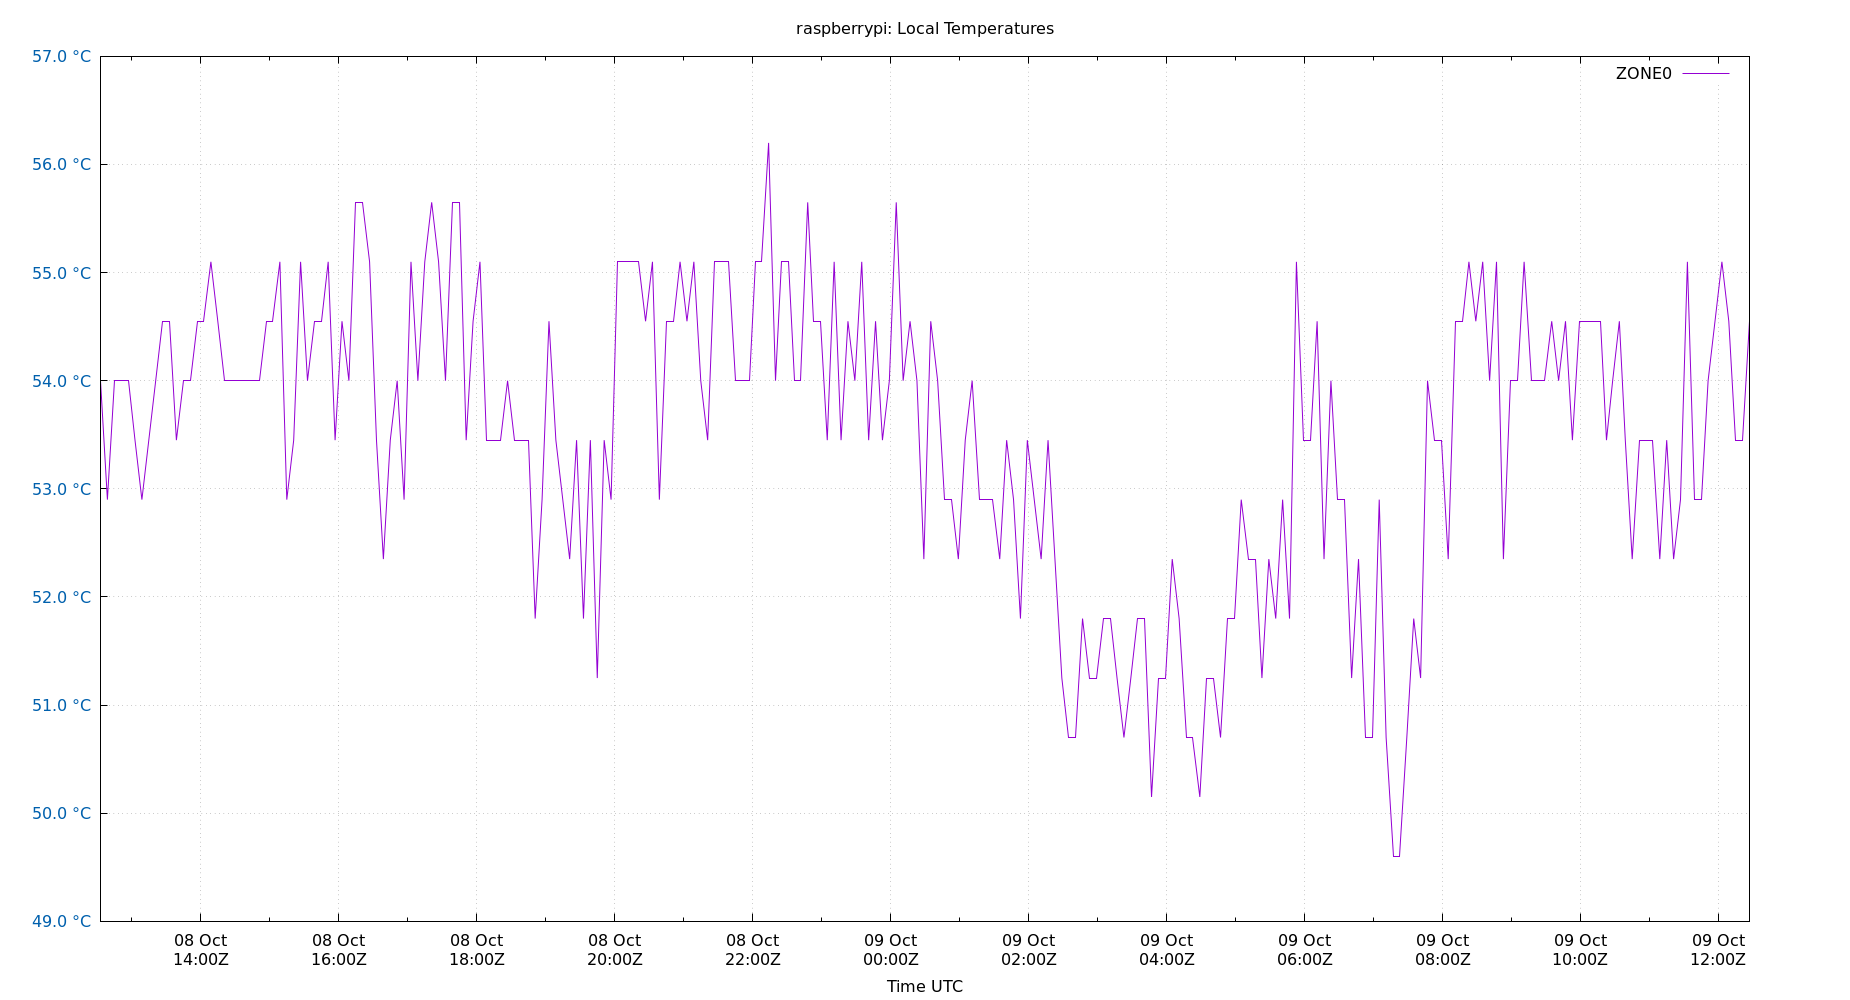 raspberrypi: Local Temperatures
57.0 °C
56.0 °C
55.0 °C
54.0 °C
53.0 °C
52.0 °C
51.0 °C
50.0 °C
49.0 °C
ZONE0
08 Oct
14:00Z
08 Oct
16:00Z
08 Oct
18:00Z
08 Oct
20:00Z
08 Oct
22:00Z
09 Oct
00:00Z
09 Oct
02:00Z
09 Oct
04:00Z
09 Oct
06:00Z
09 Oct
08:00Z
09 Oct
10:00Z
09 Oct
12:00Z
Time UTC